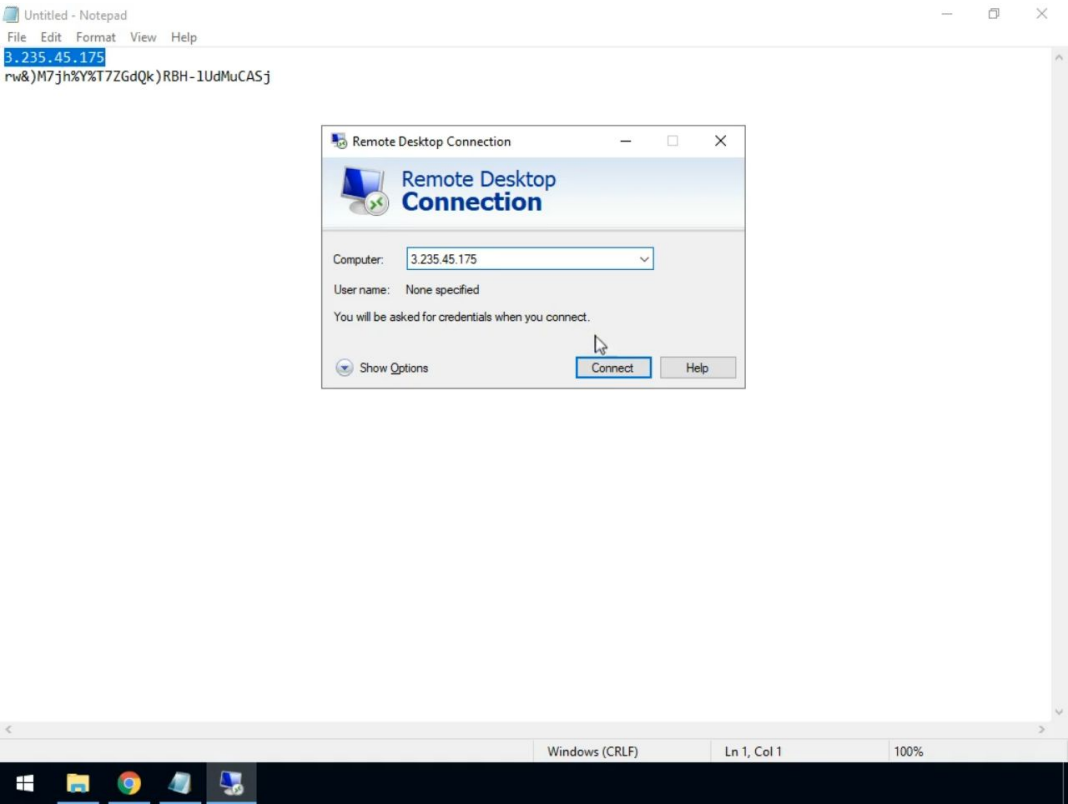 Untitled - Notepad
File Edit Format View Help
3.235.45.175
rw&)M7jh%Y%T7ZGdQk)RBH-lUdMuCASj
Remote Desktop Connection
Remote Desktop
Connection
Computer: 3.235.45.175
User name: None specified
You will be asked for credentials when you connect.
Show Options Connect Help
Windows (CRLF) Ln 1, Col 1 100%